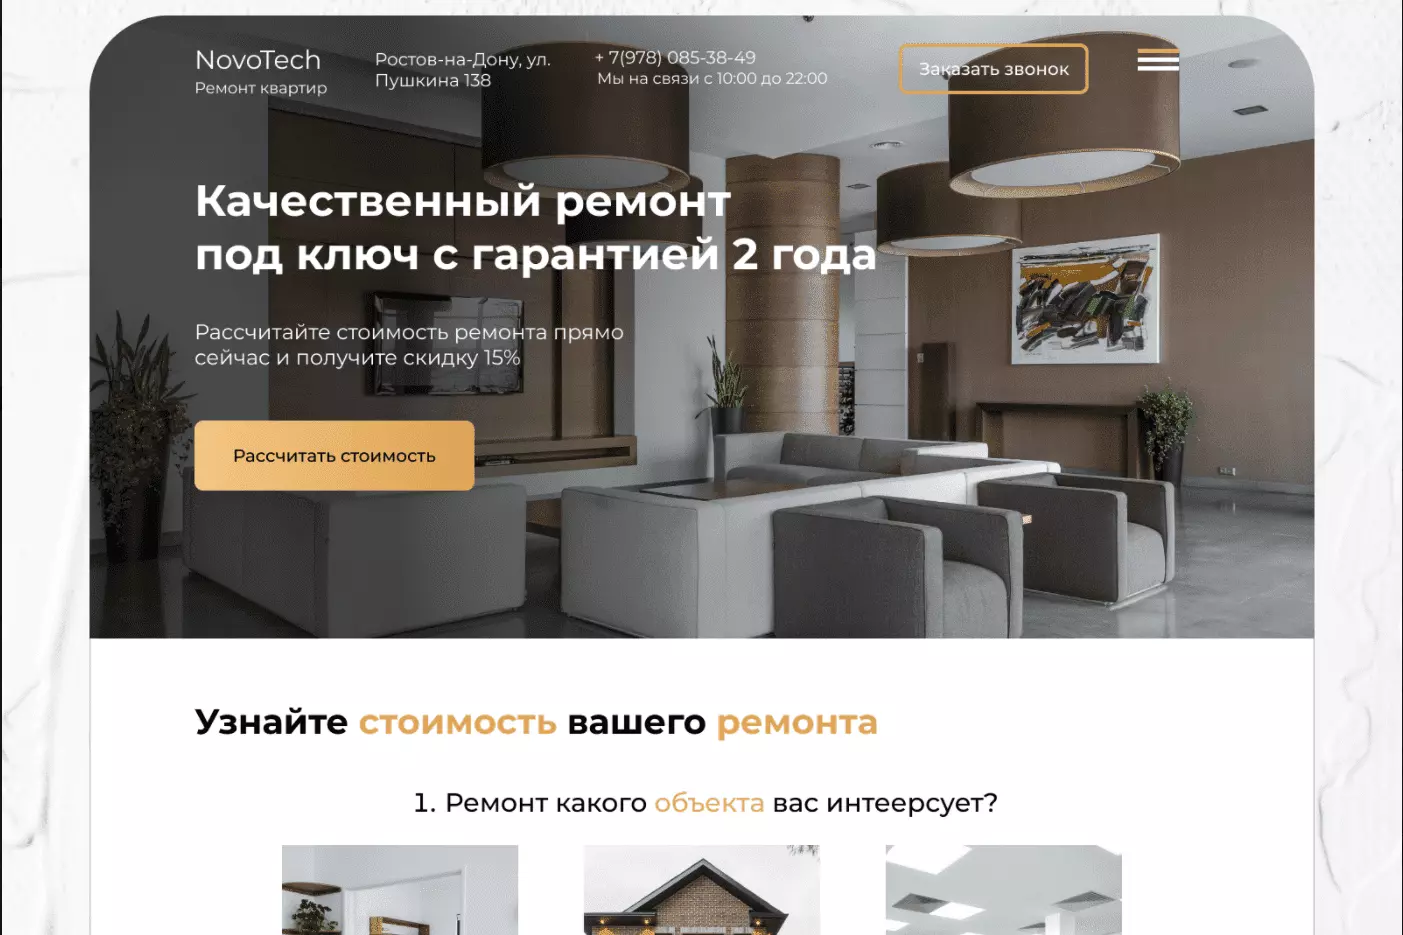 NovoTech
Ремонт квартир
Ростов-на-Дону, ул.
Пушкина 138
+ 7(978) 085-38-49
Мы на связи с 10:00 до 22:00
Заказать звонок
Качественный ремонт
под ключ с гарантией 2 года
Рассчитайте стоимость ремонта прямо
сейчас и получите скидку 15%
Рассчитать стоимость
Узнайте стоимость вашего ремонта
1. Ремонт какого объекта вас интеерсует?